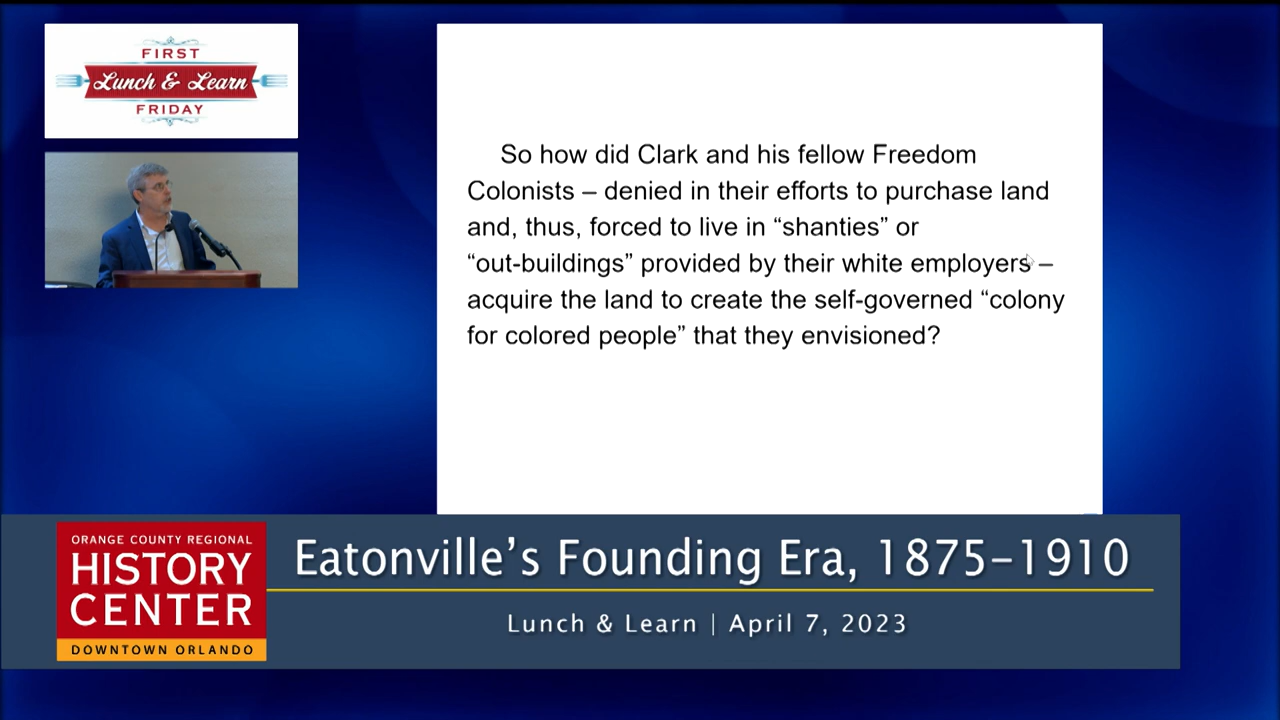 FIRST
Lunch & Learn
FRIDAY
So how did Clark and his fellow Freedom
Colonists – denied in their efforts to purchase land
and, thus, forced to live in “shanties” or
“out-buildings” provided by their white employers –
acquire the land to create the self-governed “colony
for colored people” that they envisioned?
ORANGE COUNTY REGIONAL
HISTORY
CENTER
DOWNTOWN ORLANDO
Eatonville’s Founding Era, 1875–1910
Lunch & Learn | April 7, 2023